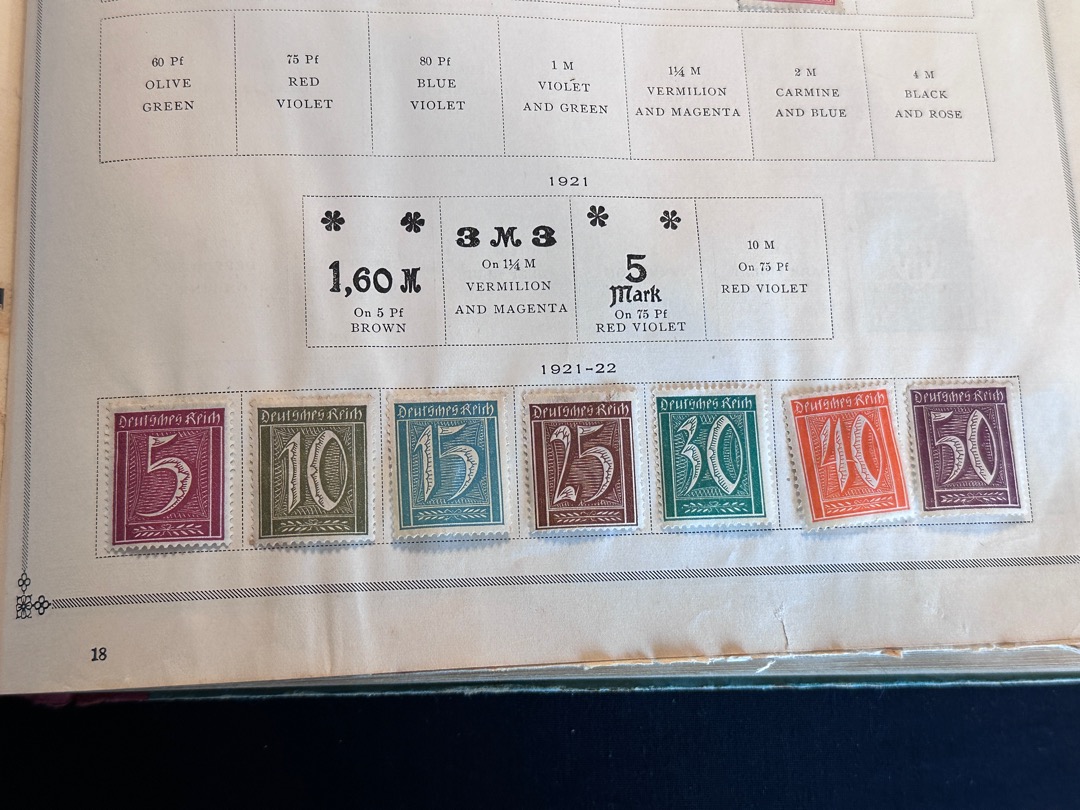 60 Pf
OLIVE
GREEN
75 Pf
RED
VIOLET
80 Pf
BLUE
VIOLET
1 M
VIOLET
AND GREEN
1¼ M
VERMILION
AND MAGENTA
2 M
CARMINE
AND BLUE
4 M
BLACK
AND ROSE
1921
1,60 M
On 5 Pf
BROWN
3 M 3
On 1¼ M
VERMILION
AND MAGENTA
5
Mark
On 75 Pf
RED VIOLET
10 M
On 75 Pf
RED VIOLET
1921-22
Deutsches Reich
5
Deutsches Reich
10
Deutsches Reich
15
Deutsches Reich
25
Deutsches Reich
30
Deutsches Reich
40
Deutsches Reich
50
18